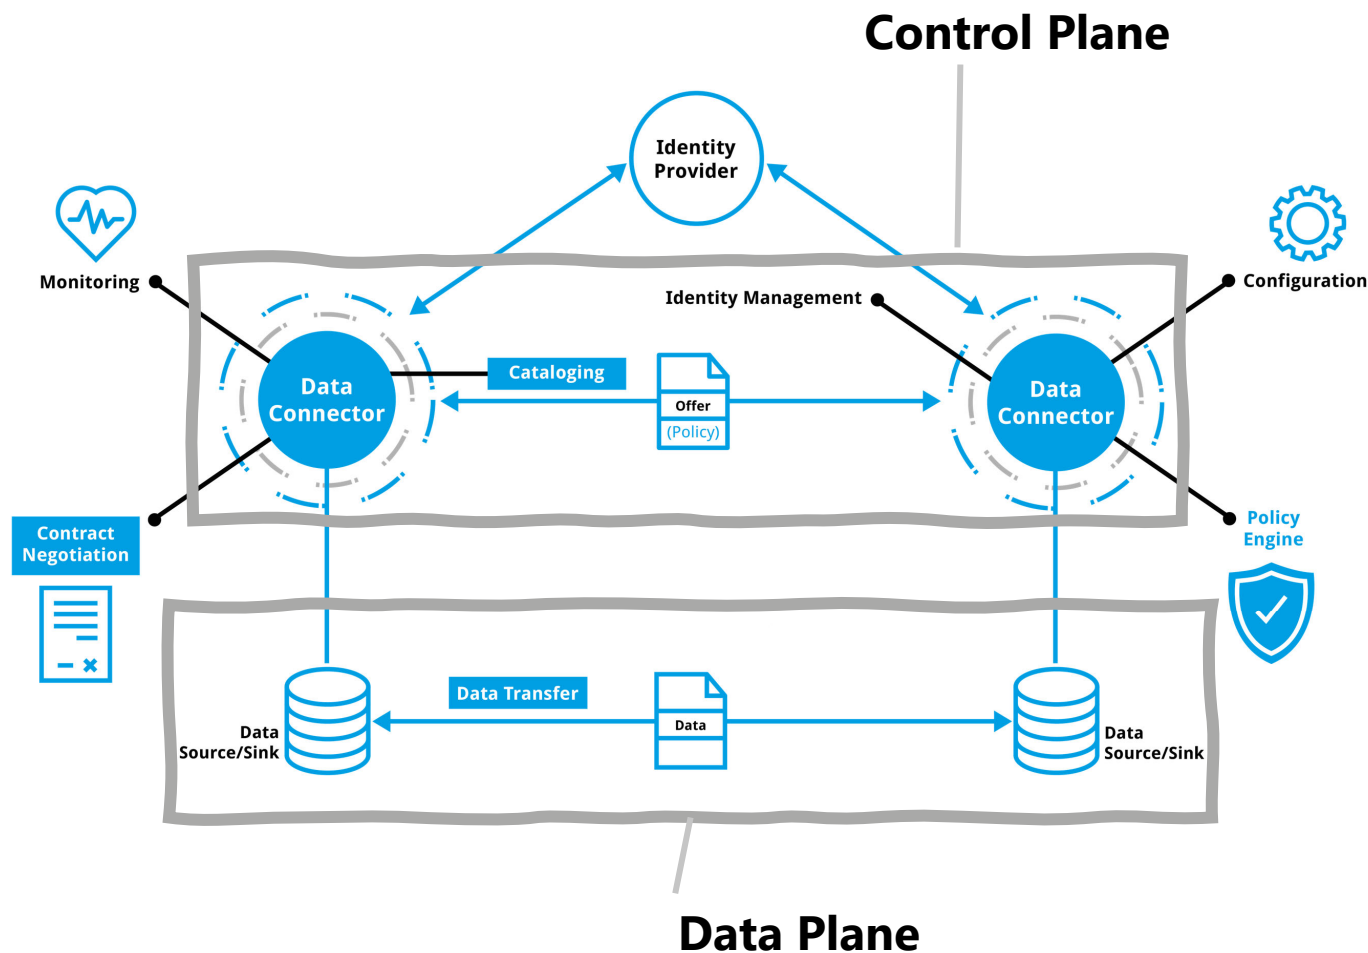 Control Plane
Identity
Provider
Monitoring
Identity Management
Configuration
Cataloging
Data
Connector
Offer
(Policy)
Data
Connector
Contract
Negotiation
Policy
Engine
Data Transfer
Data
Source/Sink
Data
Data
Source/Sink
Data Plane